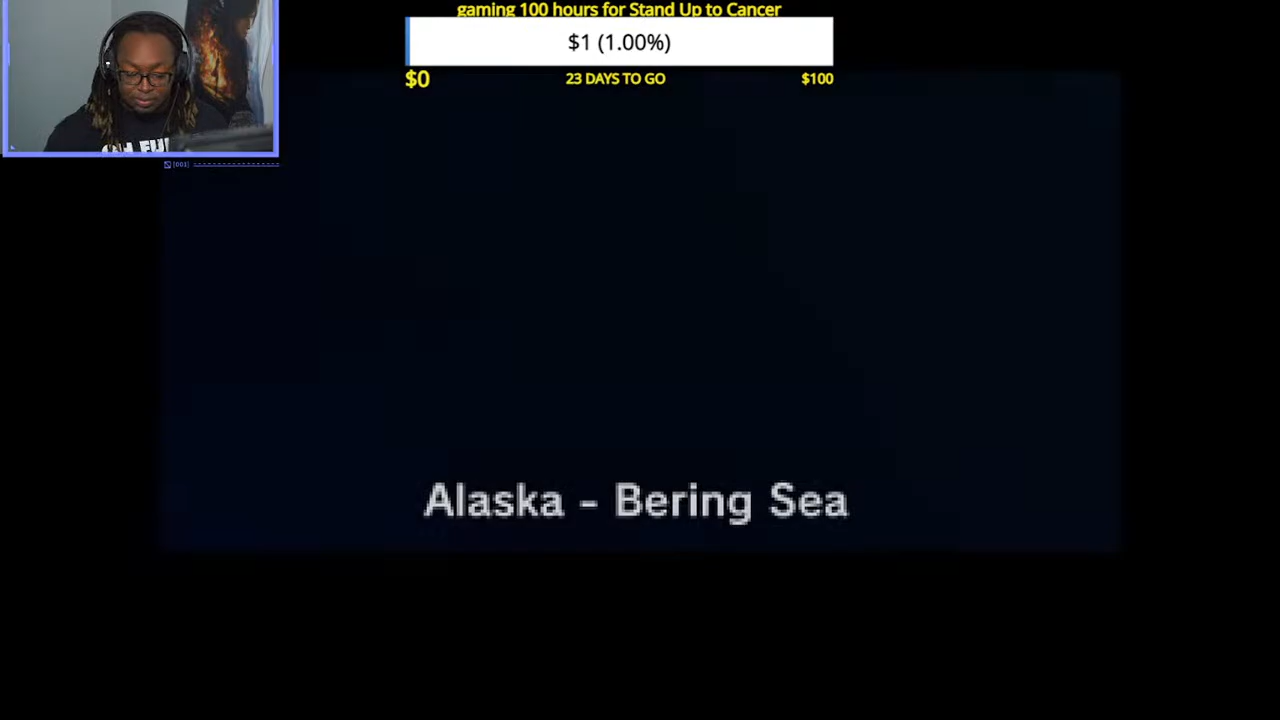 gaming 100 hours for Stand Up to Cancer
$1 (1.00%)
$0 23 DAYS TO GO $100
[001]
Alaska - Bering Sea